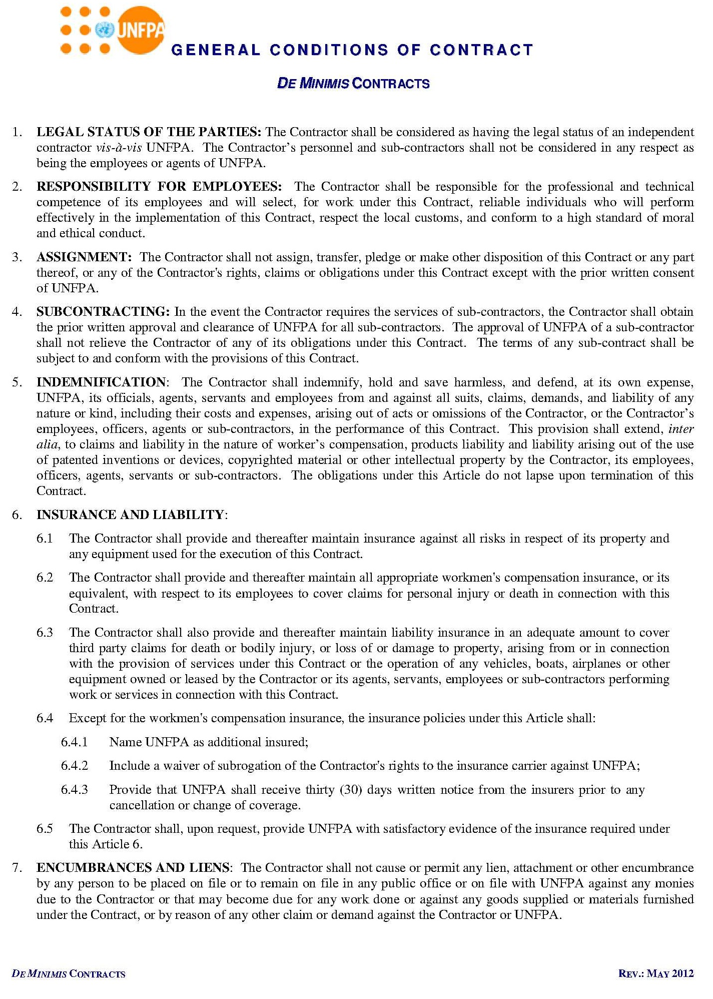 UNFPA
GENERAL CONDITIONS OF CONTRACT
DE MINIMIS CONTRACTS
1. LEGAL STATUS OF THE PARTIES: The Contractor shall be considered as having the legal status of an independent
contractor vis-à-vis UNFPA. The Contractor’s personnel and sub-contractors shall not be considered in any respect as
being the employees or agents of UNFPA.
2. RESPONSIBILITY FOR EMPLOYEES: The Contractor shall be responsible for the professional and technical
competence of its employees and will select, for work under this Contract, reliable individuals who will perform
effectively in the implementation of this Contract, respect the local customs, and conform to a high standard of moral
and ethical conduct.
3. ASSIGNMENT: The Contractor shall not assign, transfer, pledge or make other disposition of this Contract or any part
thereof, or any of the Contractor's rights, claims or obligations under this Contract except with the prior written consent
of UNFPA.
4. SUBCONTRACTING: In the event the Contractor requires the services of sub-contractors, the Contractor shall obtain
the prior written approval and clearance of UNFPA for all sub-contractors. The approval of UNFPA of a sub-contractor
shall not relieve the Contractor of any of its obligations under this Contract. The terms of any sub-contract shall be
subject to and conform with the provisions of this Contract.
5. INDEMNIFICATION: The Contractor shall indemnify, hold and save harmless, and defend, at its own expense,
UNFPA, its officials, agents, servants and employees from and against all suits, claims, demands, and liability of any
nature or kind, including their costs and expenses, arising out of acts or omissions of the Contractor, or the Contractor’s
employees, officers, agents or sub-contractors, in the performance of this Contract. This provision shall extend, inter
alia, to claims and liability in the nature of worker’s compensation, products liability and liability arising out of the use
of patented inventions or devices, copyrighted material or other intellectual property by the Contractor, its employees,
officers, agents, servants or sub-contractors. The obligations under this Article do not lapse upon termination of this
Contract.
6. INSURANCE AND LIABILITY:
6.1 The Contractor shall provide and thereafter maintain insurance against all risks in respect of its property and
any equipment used for the execution of this Contract.
6.2 The Contractor shall provide and thereafter maintain all appropriate workmen's compensation insurance, or its
equivalent, with respect to its employees to cover claims for personal injury or death in connection with this
Contract.
6.3 The Contractor shall also provide and thereafter maintain liability insurance in an adequate amount to cover
third party claims for death or bodily injury, or loss of or damage to property, arising from or in connection
with the provision of services under this Contract or the operation of any vehicles, boats, airplanes or other
equipment owned or leased by the Contractor or its agents, servants, employees or sub-contractors performing
work or services in connection with this Contract.
6.4 Except for the workmen's compensation insurance, the insurance policies under this Article shall:
6.4.1 Name UNFPA as additional insured;
6.4.2 Include a waiver of subrogation of the Contractor's rights to the insurance carrier against UNFPA;
6.4.3 Provide that UNFPA shall receive thirty (30) days written notice from the insurers prior to any
cancellation or change of coverage.
6.5 The Contractor shall, upon request, provide UNFPA with satisfactory evidence of the insurance required under
this Article 6.
7. ENCUMBRANCES AND LIENS: The Contractor shall not cause or permit any lien, attachment or other encumbrance
by any person to be placed on file or to remain on file in any public office or on file with UNFPA against any monies
due to the Contractor or that may become due for any work done or against any goods supplied or materials furnished
under the Contract, or by reason of any other claim or demand against the Contractor or UNFPA.
DE MINIMIS CONTRACTS REV.: MAY 2012